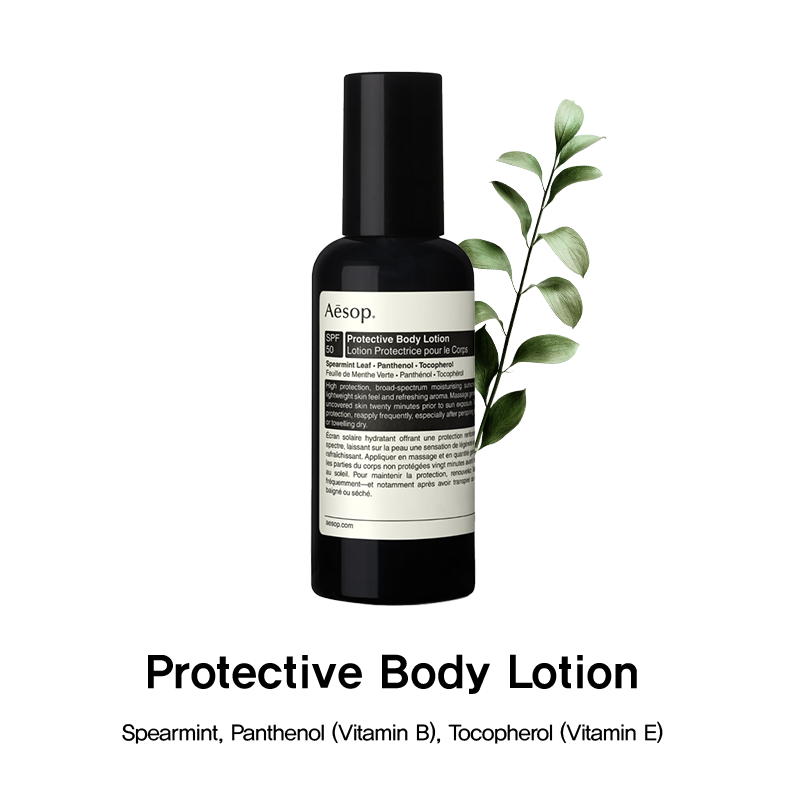 Aēsop.
SPF
50
Protective Body Lotion
Lotion Protectrice pour le Corps
Spearmint Leaf • Panthenol • Tocopherol
Feuille de Menthe Verte • Panthénol • Tocophérol
High protection, broad-spectrum moisturising
lightweight skin feel and refreshing aroma. Massage
uncovered skin twenty minutes prior to sun
protection, reapply frequently, especially after
or towelling dry.
Écran solaire hydratant offrant une protection
spectre, laissant sur la peau une sensation de
rafraîchissant. Appliquer en massage et en
les parties du corps non protégées vingt minutes
au soleil. Pour maintenir la protection,
fréquemment—et notamment après avoir
baigné ou séché.
aesop.com
Protective Body Lotion
Spearmint, Panthenol (Vitamin B), Tocopherol (Vitamin E)